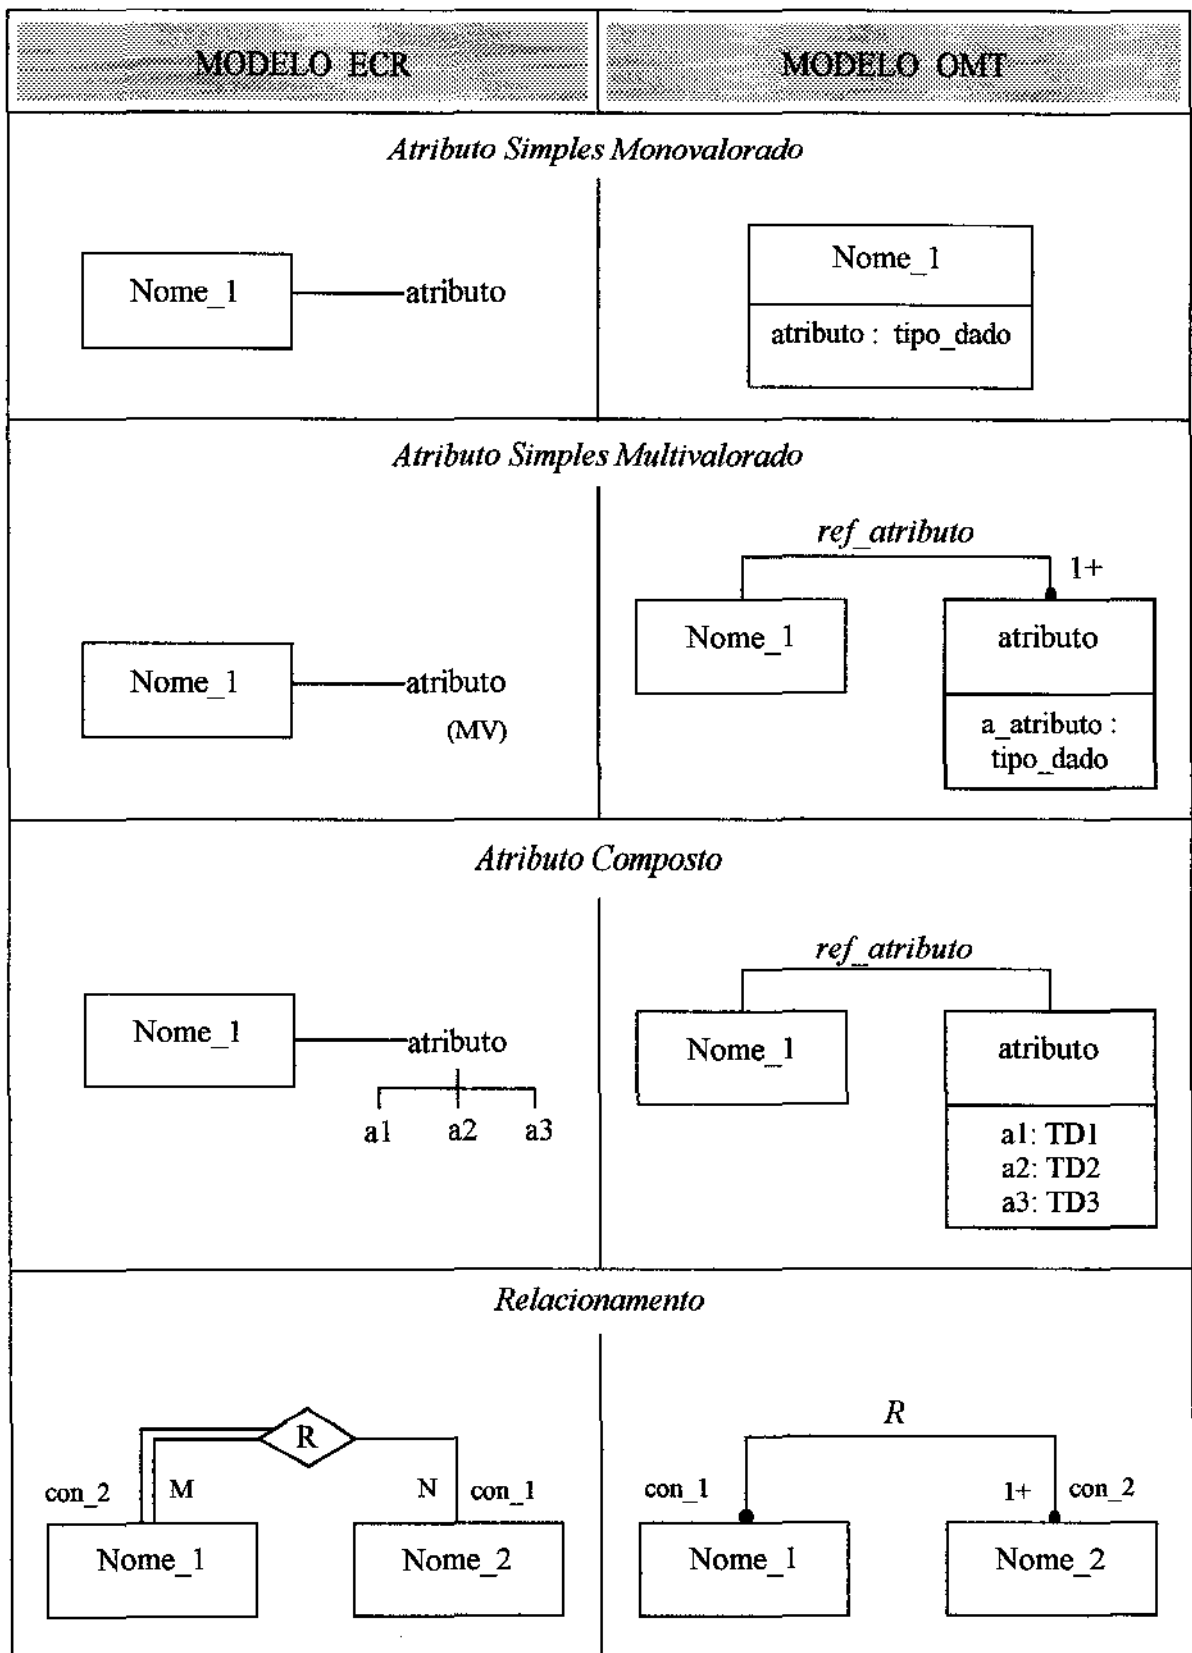 MODELO ECR
MODELO OMT
Atributo Simples Monovalorado
Nome_1
atributo
Nome_1
atributo : tipo_dado
Atributo Simples Multivalorado
Nome_1
atributo
(MV)
ref_atributo
1+
Nome_1
atributo
a_atributo :
tipo_dado
Atributo Composto
Nome_1
atributo
a1 a2 a3
ref_atributo
Nome_1
atributo
a1: TD1
a2: TD2
a3: TD3
Relacionamento
R
con_2 M N con_1
Nome_1 Nome_2
R
con_1 1+ con_2
Nome_1 Nome_2